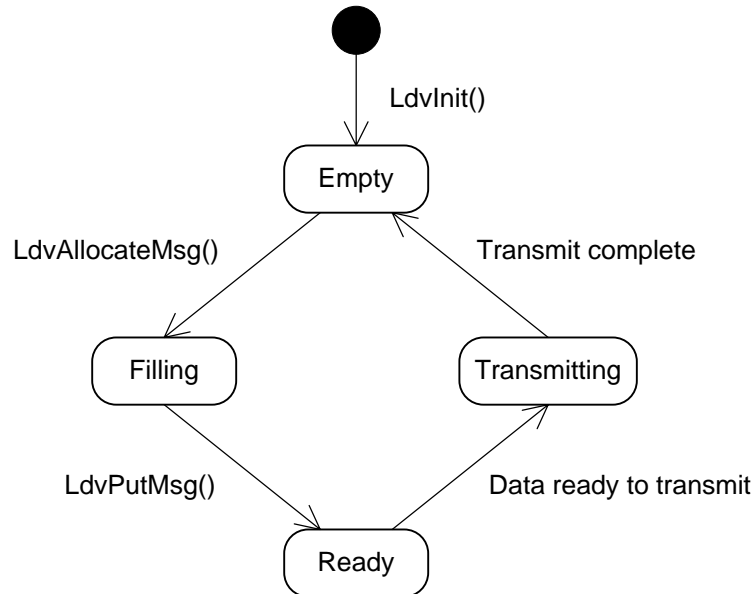 LdvInit()
Empty
LdvAllocateMsg()
Transmit complete
Filling
Transmitting
LdvPutMsg()
Data ready to transmit
Ready